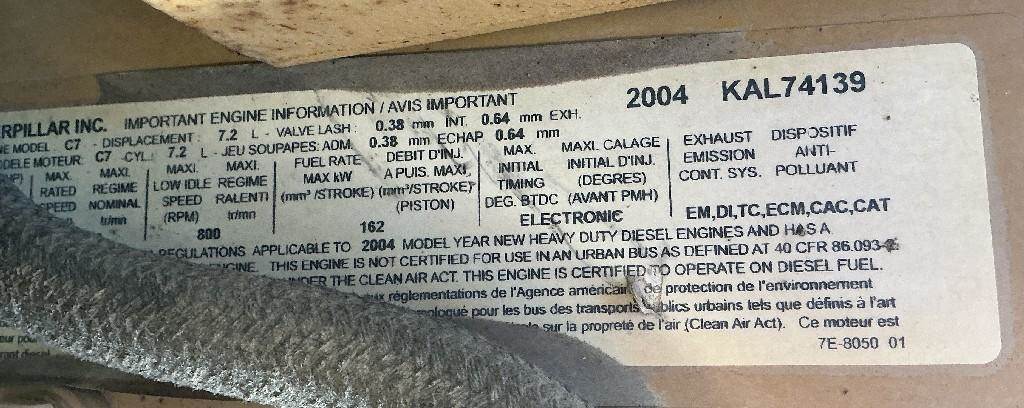 2004 KAL74139
RPILLAR INC. IMPORTANT ENGINE INFORMATION / AVIS IMPORTANT
NE MODEL C7 - DISPLACEMENT : 7.2 L - VALVE LASH : 0.38 mm INT. 0.64 mm EXH.
DELE MOTEUR: C7 -CYL.: 7.2 L - JEU SOUPAPES: ADM. 0.38 mm ECHAP 0.64 mm
MAX. MAXI. MAX. MAXI. FUEL RATE DEBIT D'INJ. MAX. MAXI. CALAGE EXHAUST DISPOSITIF
RATED REGIME LOW IDLE REGIME MAX kW A PUIS. MAXI. INITIAL INITIAL D'INJ. EMISSION ANTI-
SPEED NOMINAL SPEED RALENTI (mm³/STROKE) (mm³/STROKE) TIMING (DEGRES) CONT. SYS. POLLUANT
tr/mn (RPM) tr/mn (PISTON) DEG. BTDC (AVANT PMH)
800 162 ELECTRONIC EM,DI,TC,ECM,CAC,CAT
REGULATIONS APPLICABLE TO 2004 MODEL YEAR NEW HEAVY DUTY DIESEL ENGINES AND HAS A
THIS ENGINE IS NOT CERTIFIED FOR USE IN AN URBAN BUS AS DEFINED AT 40 CFR 86.093-2
UNDER THE CLEAN AIR ACT. THIS ENGINE IS CERTIFIED TO OPERATE ON DIESEL FUEL.
aux réglementations de l'Agence américain de protection de l'environnement
pour les bus des transports publics urbains tels que définis à l'art
sur la propreté de l'air (Clean Air Act). Ce moteur est
7E-8050 01